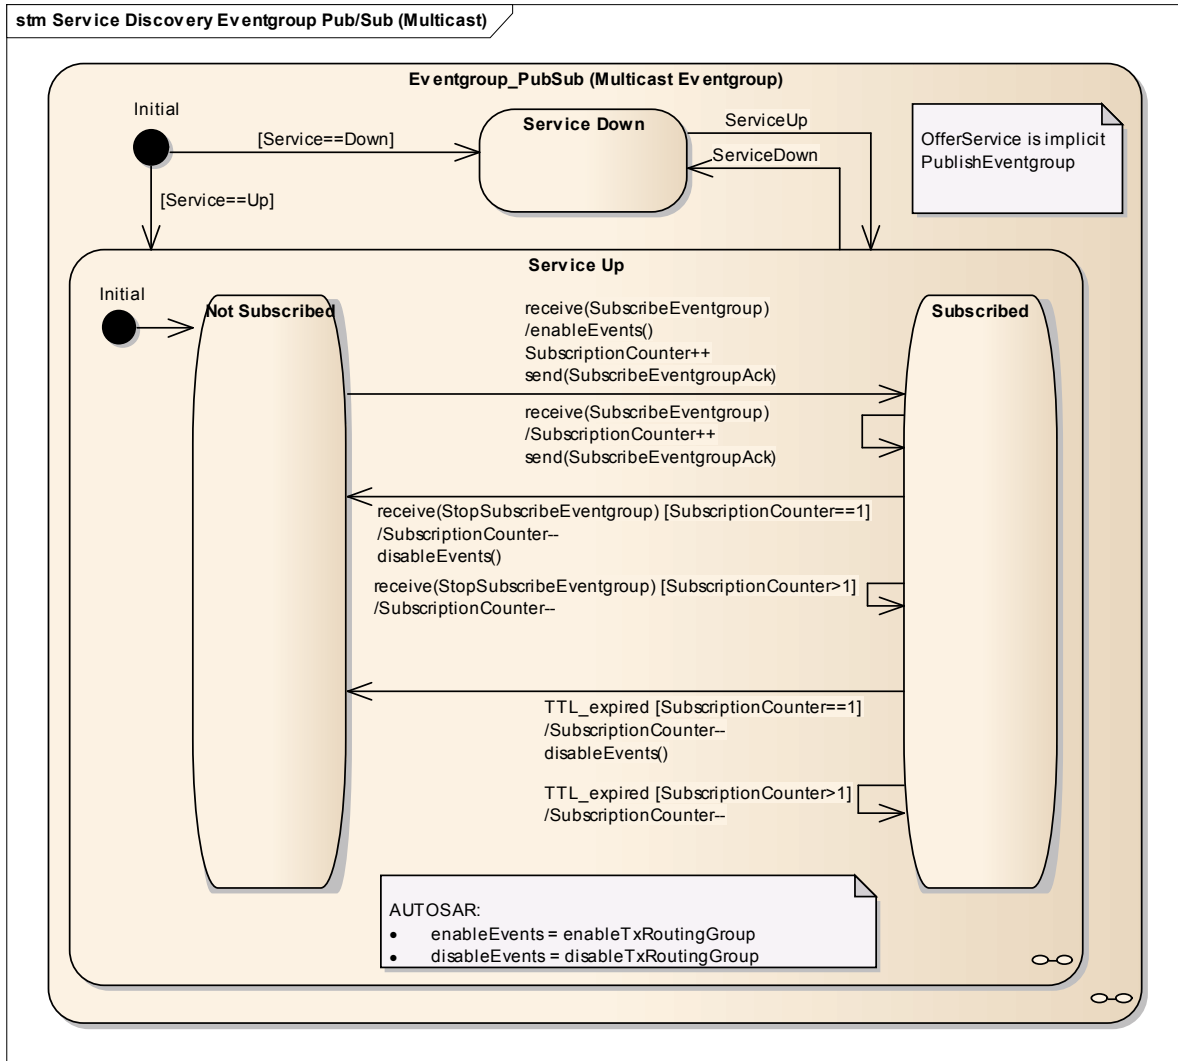 stm Service Discovery Eventgroup Pub/Sub (Multicast)
Eventgroup_PubSub (Multicast Eventgroup)
Initial
Service Down
[Service==Down]
ServiceUp
ServiceDown
OfferService is implicit
PublishEventgroup
[Service==Up]
Service Up
Initial
Not Subscribed
Subscribed
receive(SubscribeEventgroup)
/enableEvents()
SubscriptionCounter++
send(SubscribeEventgroupAck)
receive(SubscribeEventgroup)
/SubscriptionCounter++
send(SubscribeEventgroupAck)
receive(StopSubscribeEventgroup) [SubscriptionCounter==1]
/SubscriptionCounter--
disableEvents()
receive(StopSubscribeEventgroup) [SubscriptionCounter>1]
/SubscriptionCounter--
TTL_expired [SubscriptionCounter==1]
/SubscriptionCounter--
disableEvents()
TTL_expired [SubscriptionCounter>1]
/SubscriptionCounter--
AUTOSAR:
• enableEvents = enableTxRoutingGroup
• disableEvents = disableTxRoutingGroup